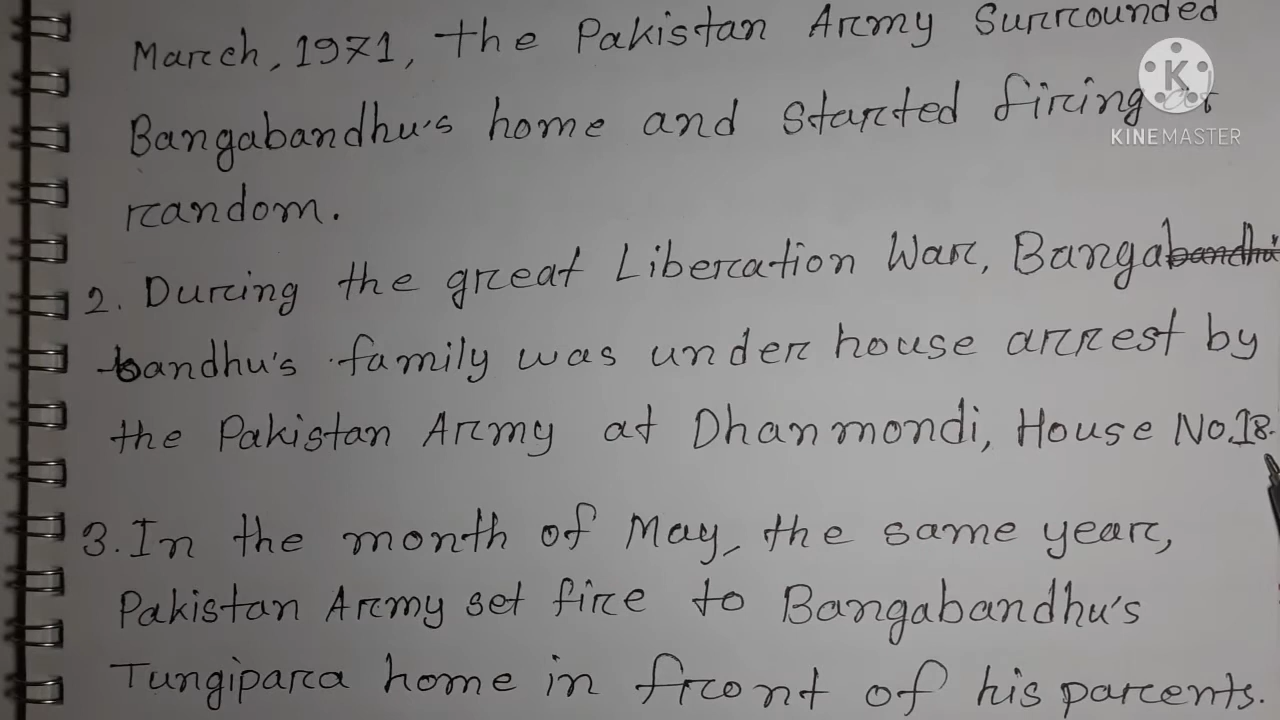 March, 1971, the Pakistan Army Surrounded
Bangabandhu's home and started firing at
random.
2. During the great Liberation War, Bangabandhu
bandhu's family was under house arrest by
the Pakistan Army at Dhanmondi, House No.18.
3. In the month of May, the same year,
Pakistan Army set fire to Bangabandhu's
Tungipara home in front of his parents.
K
KINEMASTER